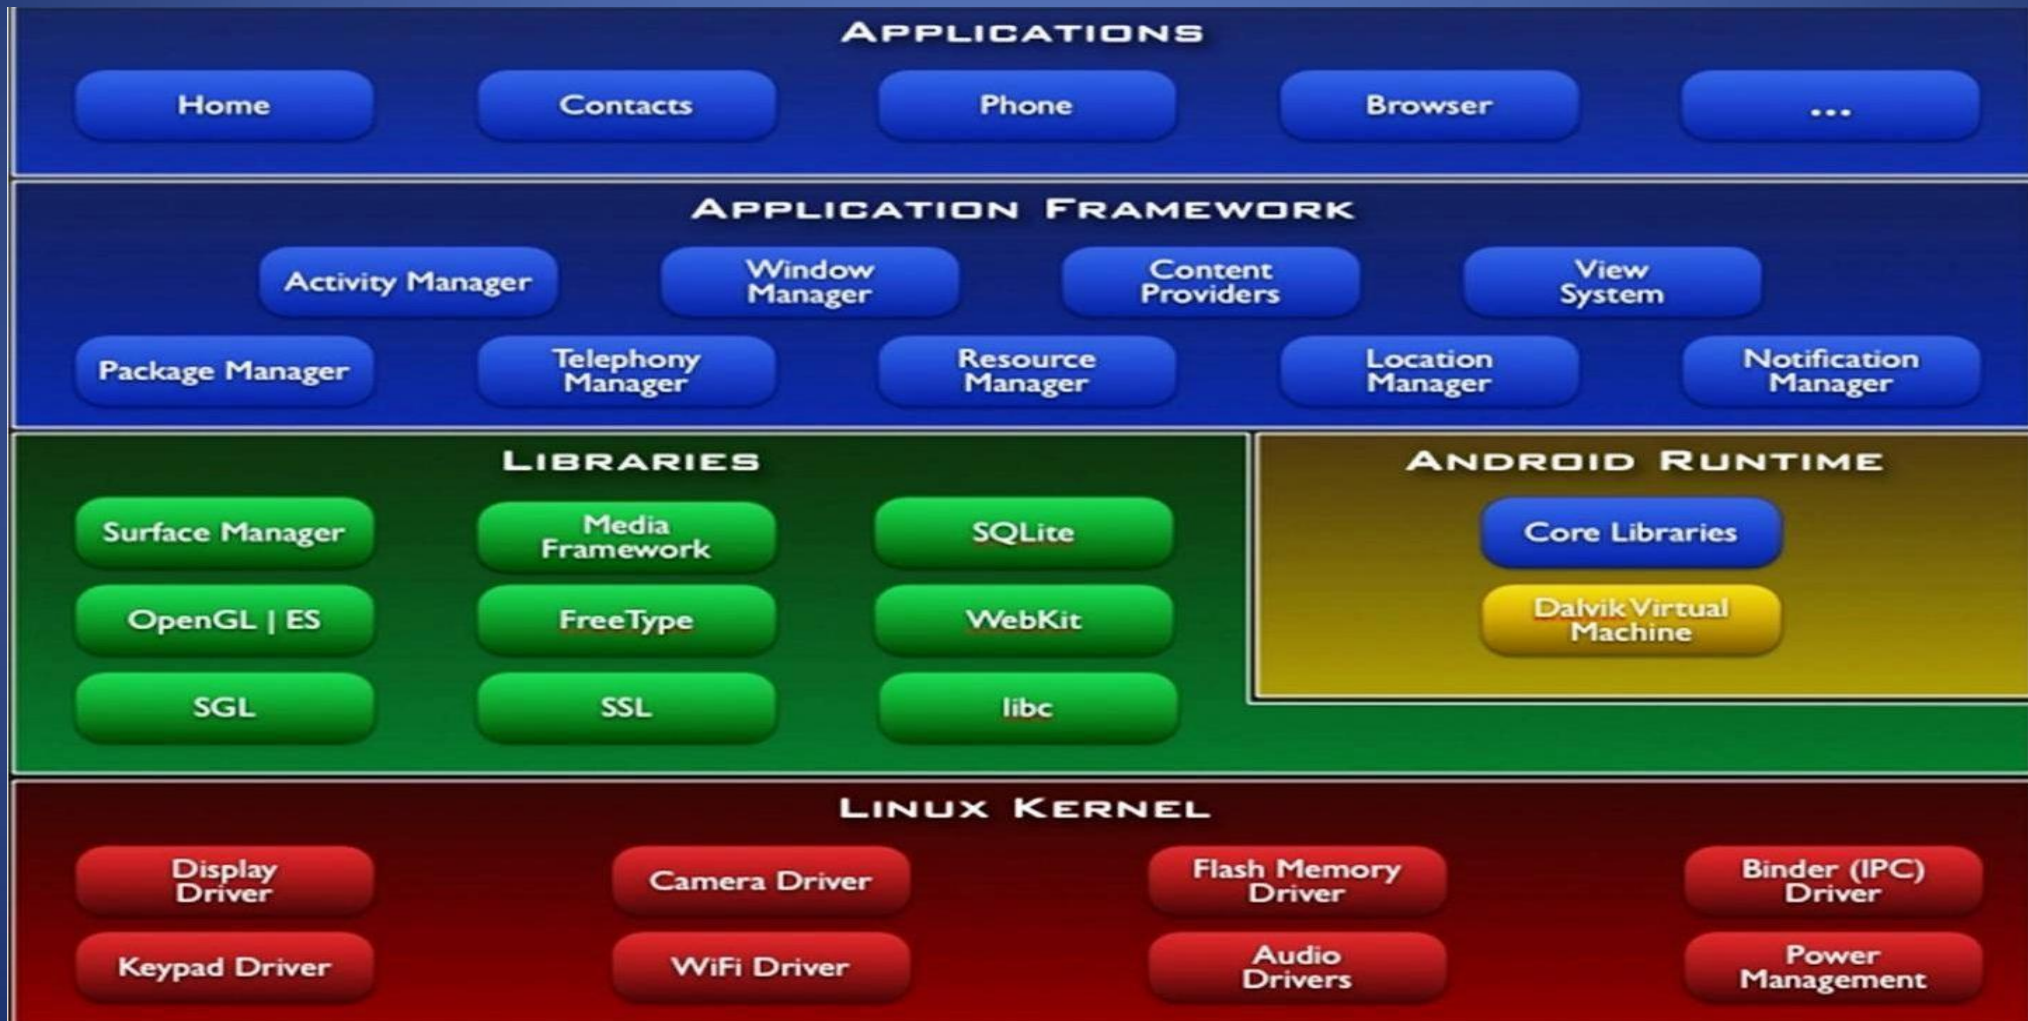 APPLICATIONS
Home
Contacts
Phone
Browser
...
APPLICATION FRAMEWORK
Activity Manager
Window
Manager
Content
Providers
View
System
Package Manager
Telephony
Manager
Resource
Manager
Location
Manager
Notification
Manager
LIBRARIES
Surface Manager
Media
Framework
SQLite
OpenGL | ES
FreeType
WebKit
SGL
SSL
libc
ANDROID RUNTIME
Core Libraries
Dalvik Virtual
Machine
LINUX KERNEL
Display
Driver
Camera Driver
Flash Memory
Driver
Binder (IPC)
Driver
Keypad Driver
WiFi Driver
Audio
Drivers
Power
Management